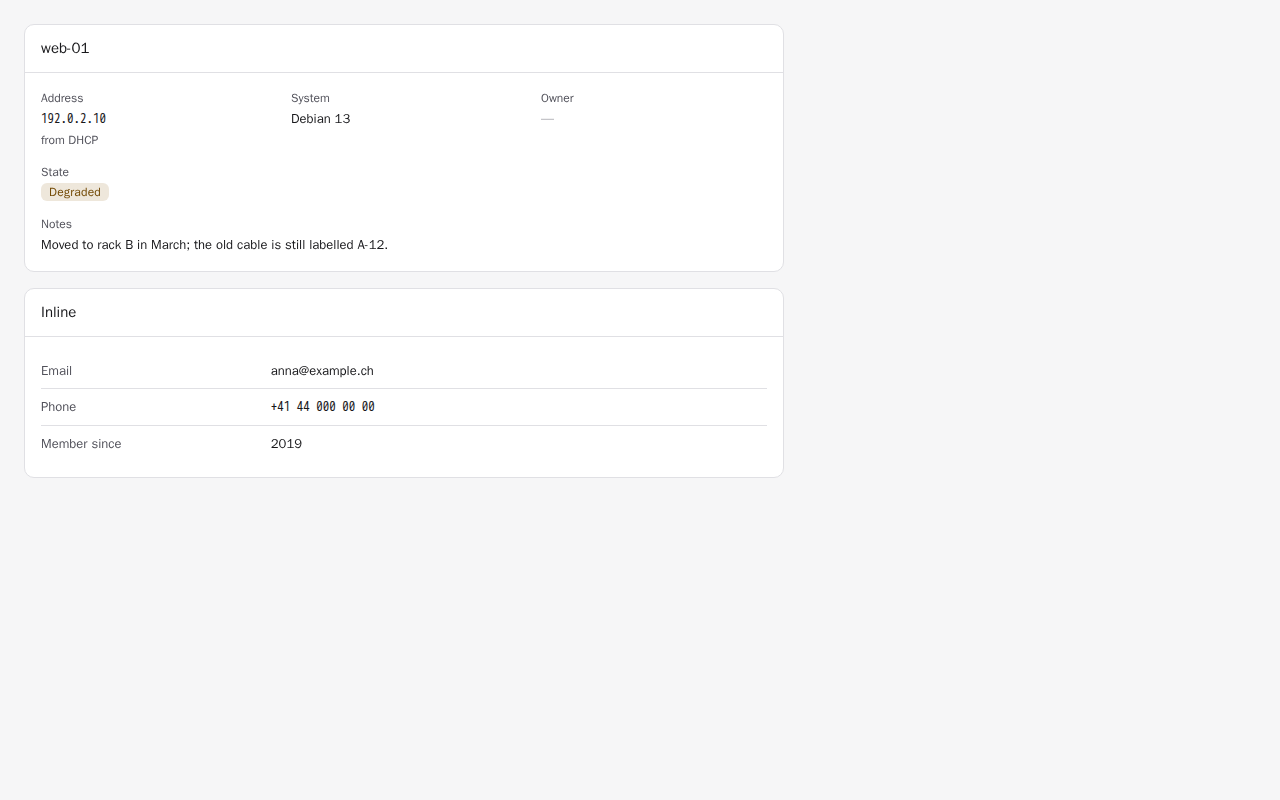 web-01
Address
System
Owner
192.0.2.10
Debian 13
—
from DHCP
State
Degraded
Notes
Moved to rack B in March; the old cable is still labelled A-12.
Inline
Email
anna@example.ch
Phone
+41 44 000 00 00
Member since
2019